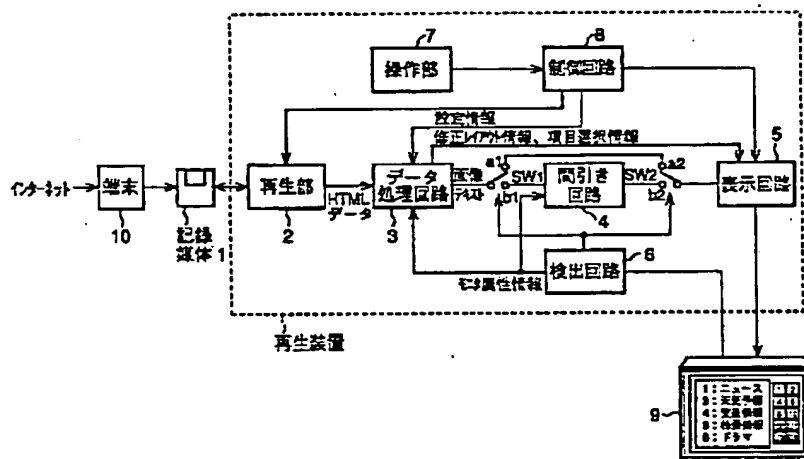 7
操作部
8
制御回路
設定情報
修正レイアウト情報、項目選択情報
5
インターネット
端末
10
記録
媒体 1
再生部
2
HTML
データ
データ
処理回路
3
画像
テキスト
a1
b1
SW1
間引き
回路
4
SW2
a2
b2
表示回路
検出回路
6
モニタ属性情報
再生装置
9
1：ニュース
3：天気予報
4：交通情報
5：株価情報
6：ドラマ